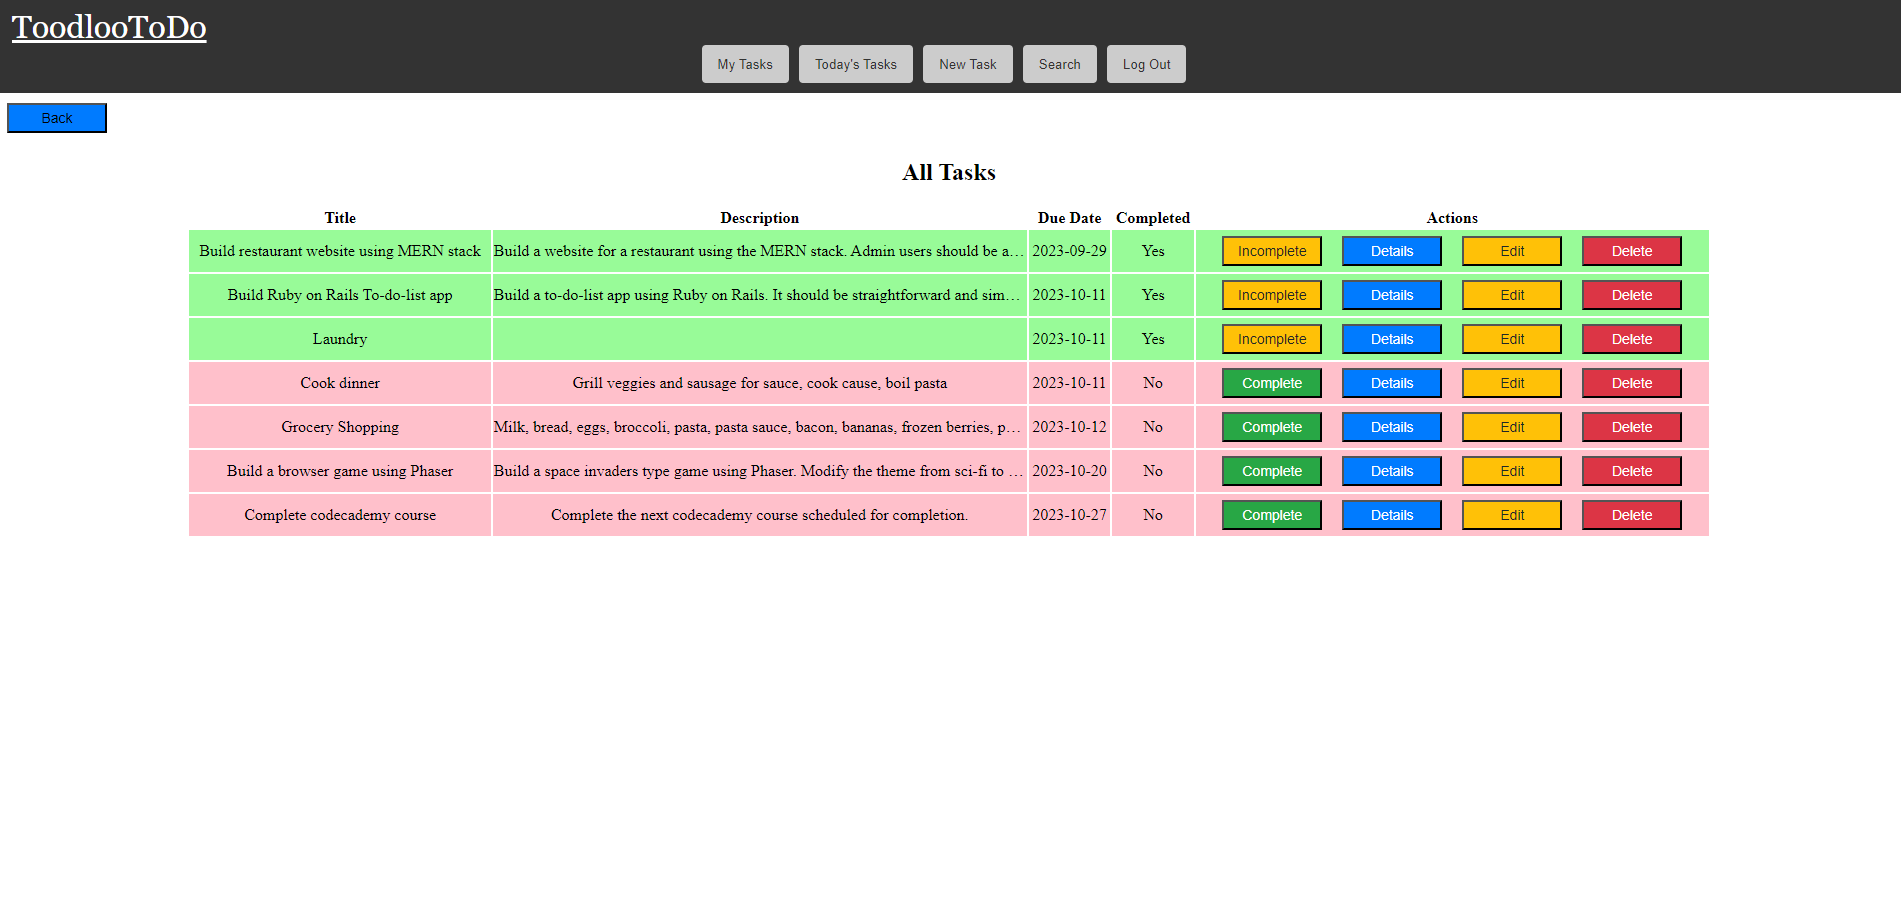 ToodlooToDo
My Tasks Today's Tasks New Task Search Log Out
Back
All Tasks
Title Description Due Date Completed Actions
Build restaurant website using MERN stack Build a website for a restaurant using the MERN stack. Admin users should be a… 2023-09-29 Yes Incomplete Details Edit Delete
Build Ruby on Rails To-do-list app Build a to-do-list app using Ruby on Rails. It should be straightforward and sim… 2023-10-11 Yes Incomplete Details Edit Delete
Laundry 2023-10-11 Yes Incomplete Details Edit Delete
Cook dinner Grill veggies and sausage for sauce, cook cause, boil pasta 2023-10-11 No Complete Details Edit Delete
Grocery Shopping Milk, bread, eggs, broccoli, pasta, pasta sauce, bacon, bananas, frozen berries, p… 2023-10-12 No Complete Details Edit Delete
Build a browser game using Phaser Build a space invaders type game using Phaser. Modify the theme from sci-fi to … 2023-10-20 No Complete Details Edit Delete
Complete codecademy course Complete the next codecademy course scheduled for completion. 2023-10-27 No Complete Details Edit Delete